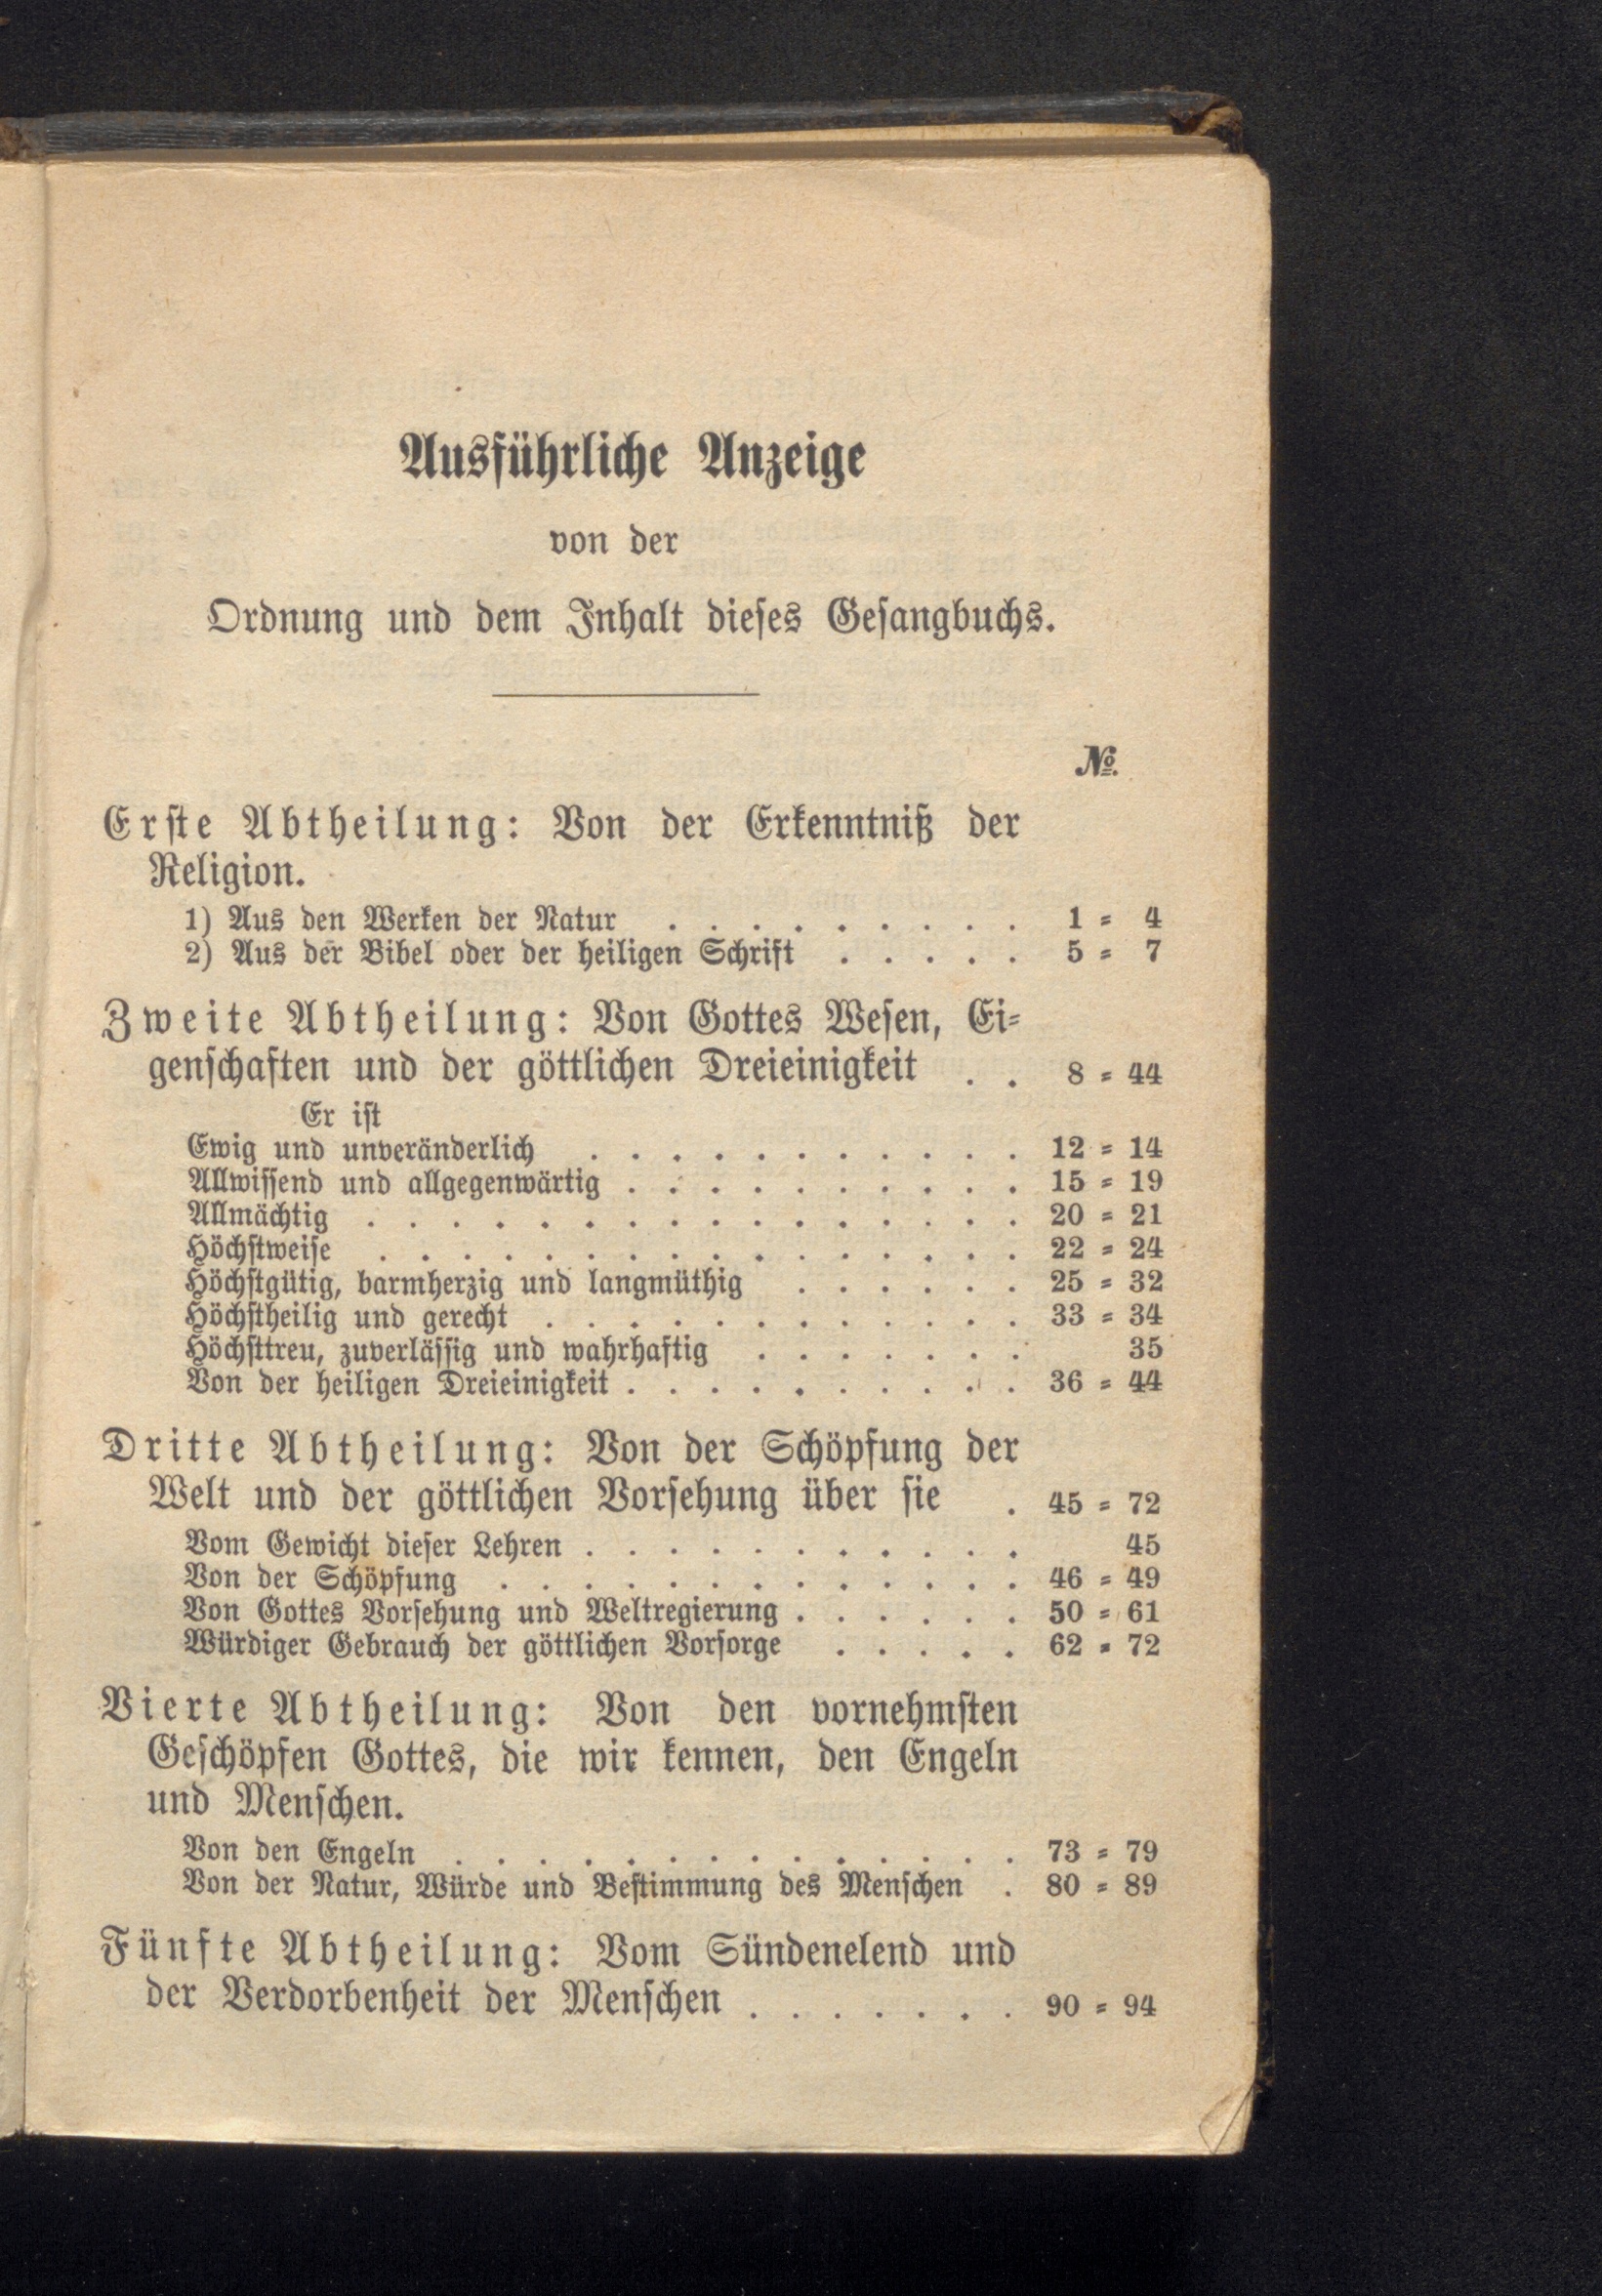 Ausführliche Anzeige
von der
Ordnung und dem Inhalt dieses Gesangbuchs.
№
Erste Abtheilung: Von der Erkenntniß der
Religion.
1) Aus den Werken der Natur . . . . . . . . . 1 = 4
2) Aus der Bibel oder der heiligen Schrift . . . . . 5 = 7
Zweite Abtheilung: Von Gottes Wesen, Ei=
genschaften und der göttlichen Dreieinigkeit . . 8 = 44
Er ist
Ewig und unveränderlich . . . . . . . . . . . 12 = 14
Allwissend und allgegenwärtig . . . . . . . . . . 15 = 19
Allmächtig . . . . . . . . . . . . . . . . 20 = 21
Höchstweise . . . . . . . . . . . . . . . . 22 = 24
Höchstgütig, barmherzig und langmüthig . . . . . . 25 = 32
Höchstheilig und gerecht . . . . . . . . . . . . 33 = 34
Höchsttreu, zuverlässig und wahrhaftig . . . . . . . 35
Von der heiligen Dreieinigkeit . . . . . . . . . . 36 = 44
Dritte Abtheilung: Von der Schöpfung der
Welt und der göttlichen Vorsehung über sie . 45 = 72
Vom Gewicht dieser Lehren . . . . . . . . . . . 45
Von der Schöpfung . . . . . . . . . . . . . 46 = 49
Von Gottes Vorsehung und Weltregierung . . . . . . 50 = 61
Würdiger Gebrauch der göttlichen Vorsorge . . . . . 62 = 72
Vierte Abtheilung: Von den vornehmsten
Geschöpfen Gottes, die wir kennen, den Engeln
und Menschen.
Von den Engeln . . . . . . . . . . . . . . 73 = 79
Von der Natur, Würde und Bestimmung des Menschen . 80 = 89
Fünfte Abtheilung: Vom Sündenelend und
der Verdorbenheit der Menschen . . . . . . . 90 = 94